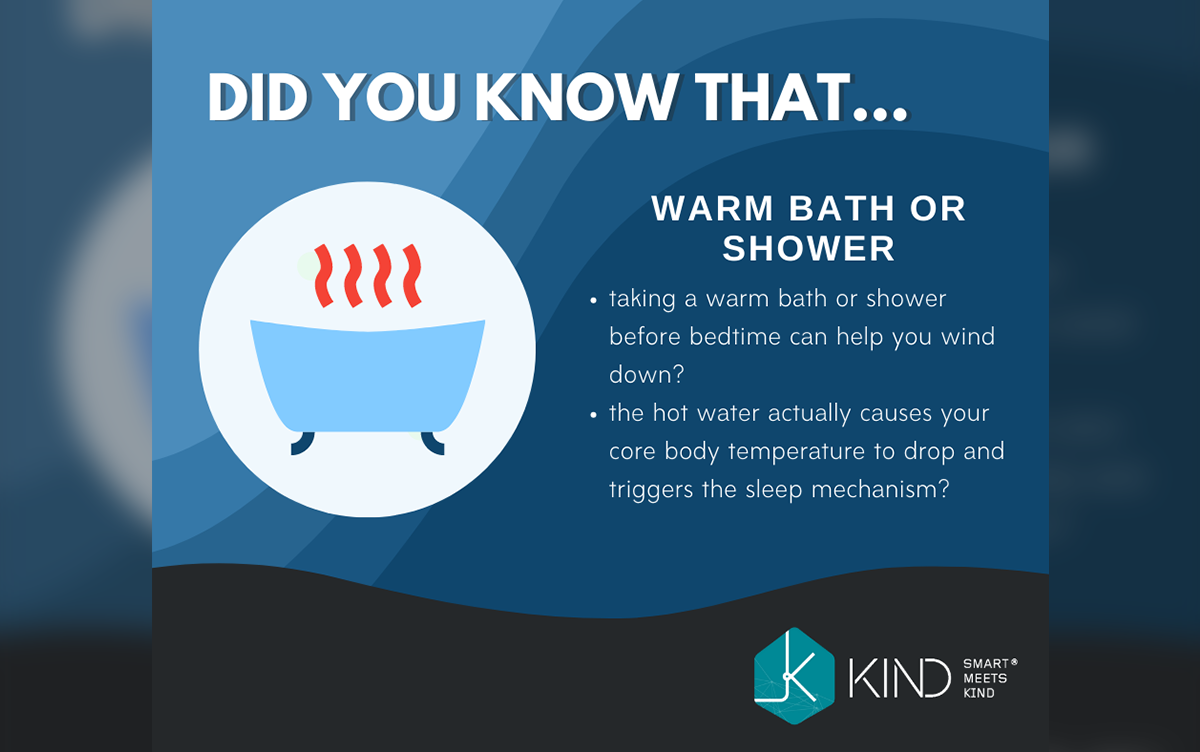 DID YOU KNOW THAT...
WARM BATH OR
SHOWER
• taking a warm bath or shower
before bedtime can help you wind
down?
• the hot water actually causes your
core body temperature to drop and
triggers the sleep mechanism?
K
KIND
SMART®
MEETS
KIND